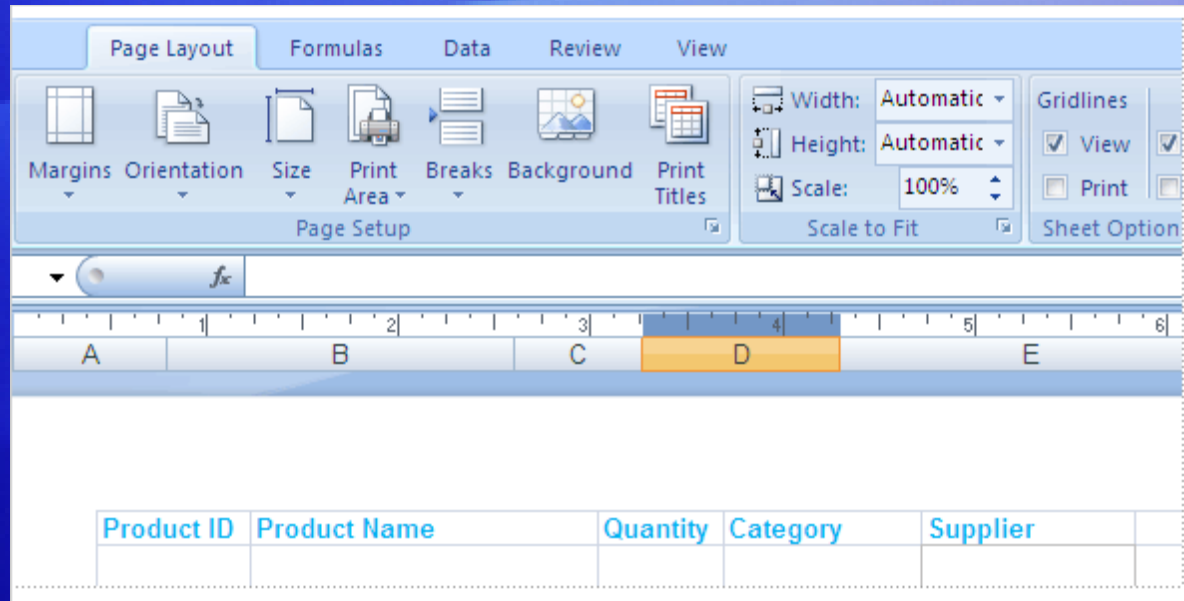 Page Layout Formulas Data Review View
Width: Automatic Gridlines
Height: Automatic View
Margins Orientation Size Print Area Breaks Background Print Titles Scale: 100% Print
Page Setup Scale to Fit Sheet Option
fx
1 2 3 4 5 6
A B C D E
Product ID Product Name Quantity Category Supplier